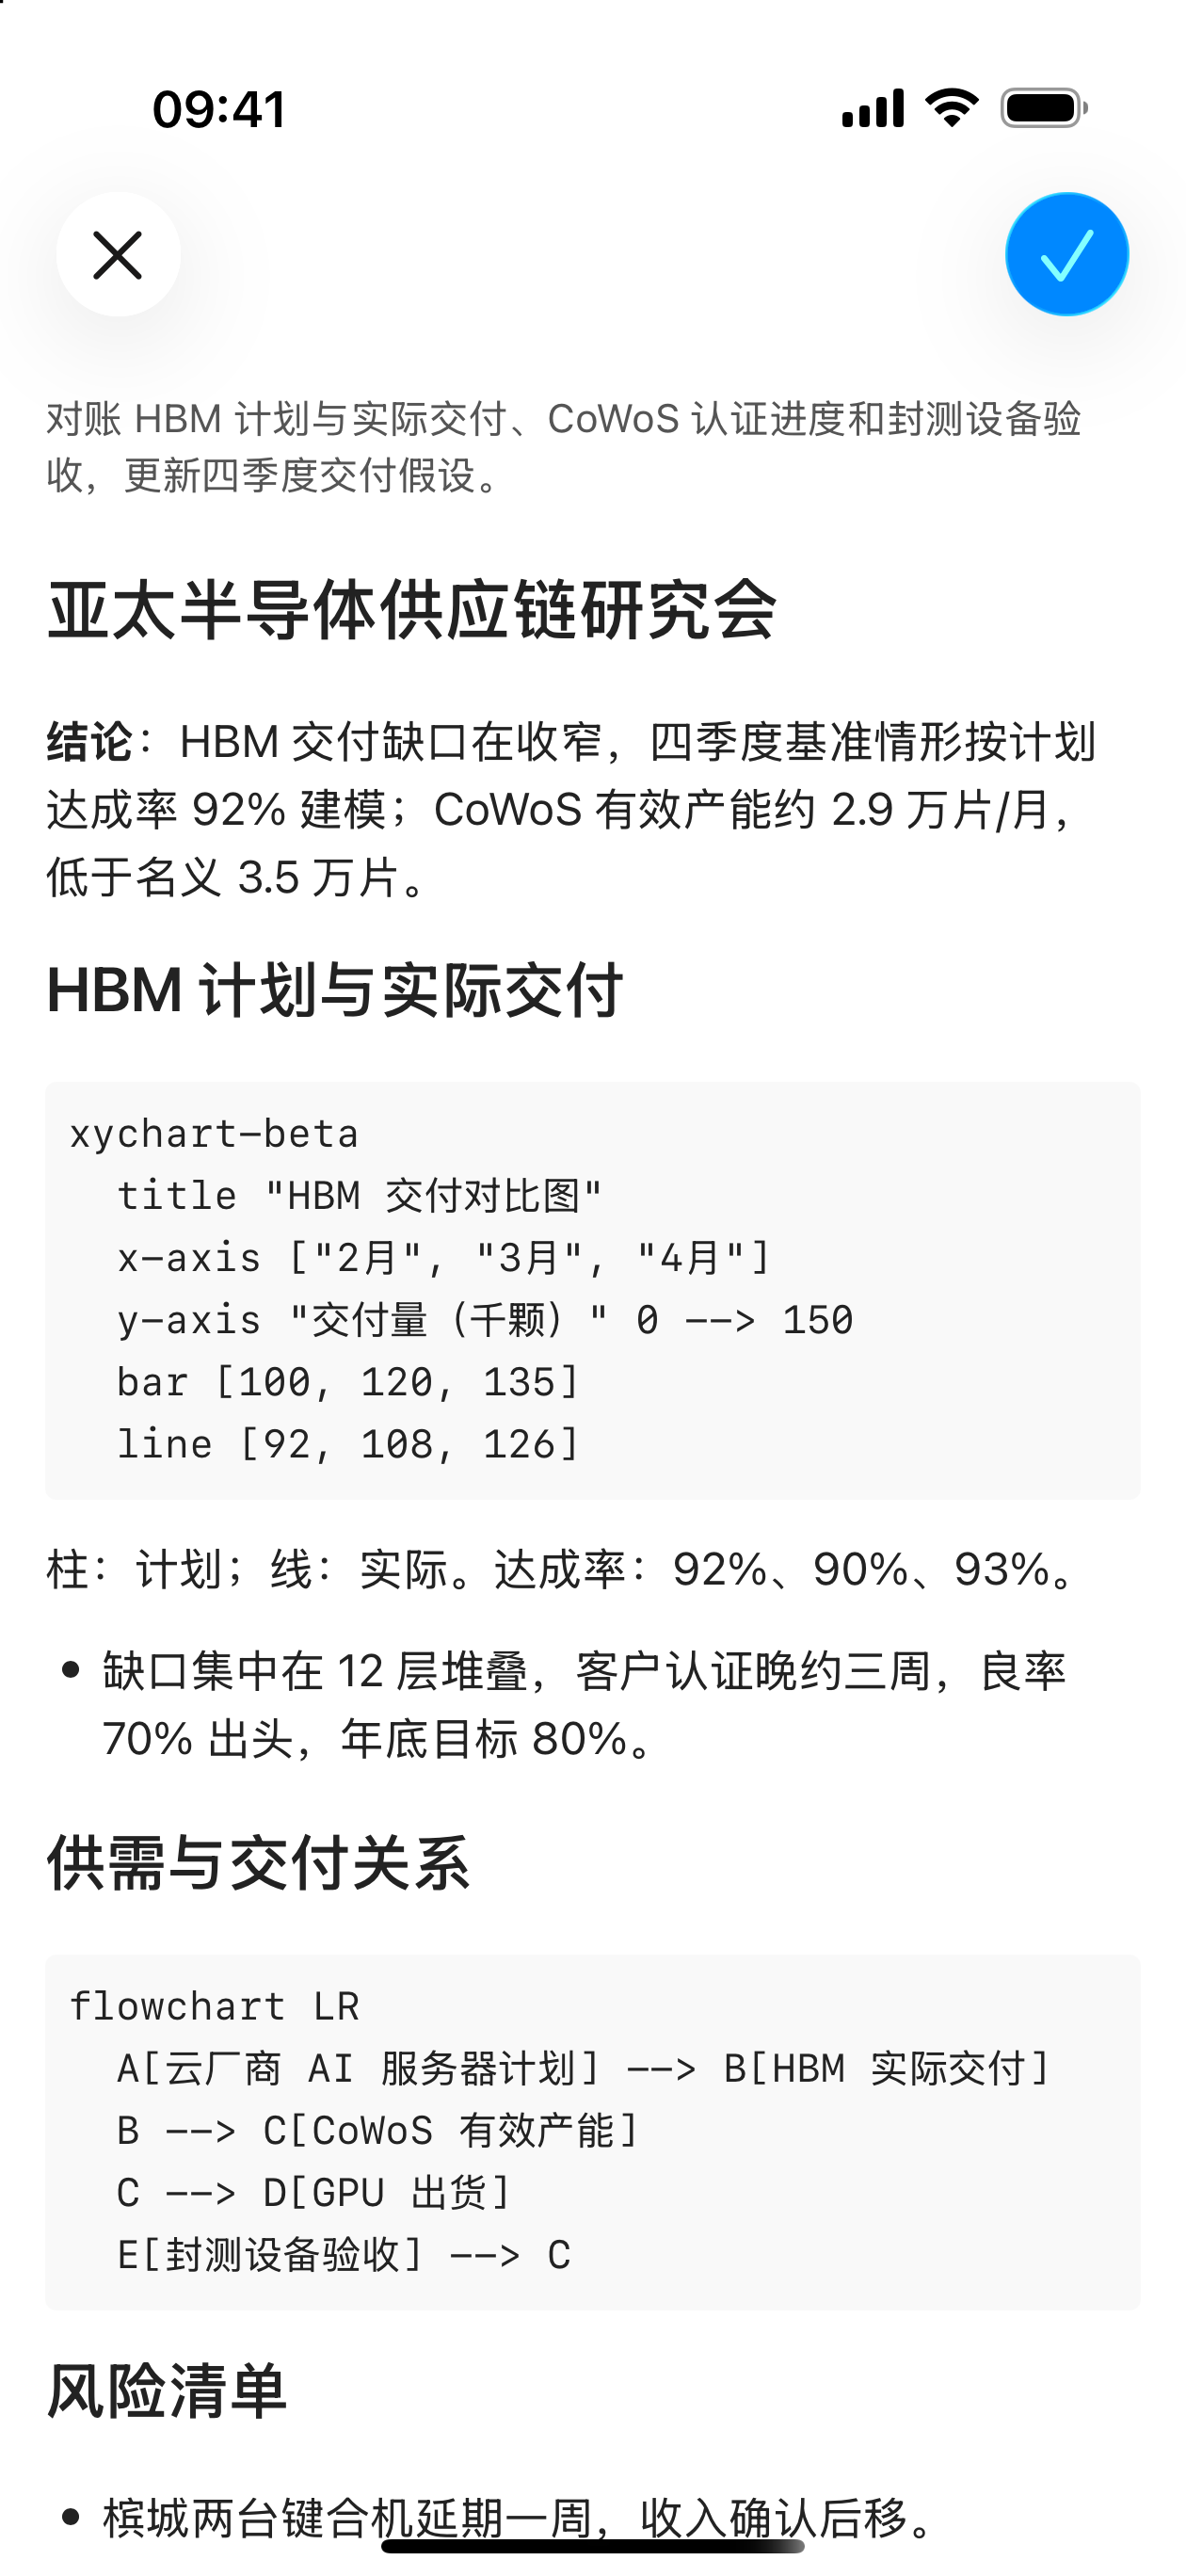 09:41
对账 HBM 计划与实际交付、CoWoS 认证进度和封测设备验
收，更新四季度交付假设。
亚太半导体供应链研究会
结论：HBM 交付缺口在收窄，四季度基准情形按计划
达成率 92% 建模；CoWoS 有效产能约 2.9 万片/月，
低于名义 3.5 万片。
HBM 计划与实际交付
xychart-beta
  title "HBM 交付对比图"
  x-axis ["2月", "3月", "4月"]
  y-axis "交付量（千颗）" 0 --> 150
  bar [100, 120, 135]
  line [92, 108, 126]
柱：计划；线：实际。达成率：92%、90%、93%。
• 缺口集中在 12 层堆叠，客户认证晚约三周，良率
70% 出头，年底目标 80%。
供需与交付关系
flowchart LR
  A[云厂商 AI 服务器计划] --> B[HBM 实际交付]
  B --> C[CoWoS 有效产能]
  C --> D[GPU 出货]
  E[封测设备验收] --> C
风险清单
• 槟城两台键合机延期一周，收入确认后移。